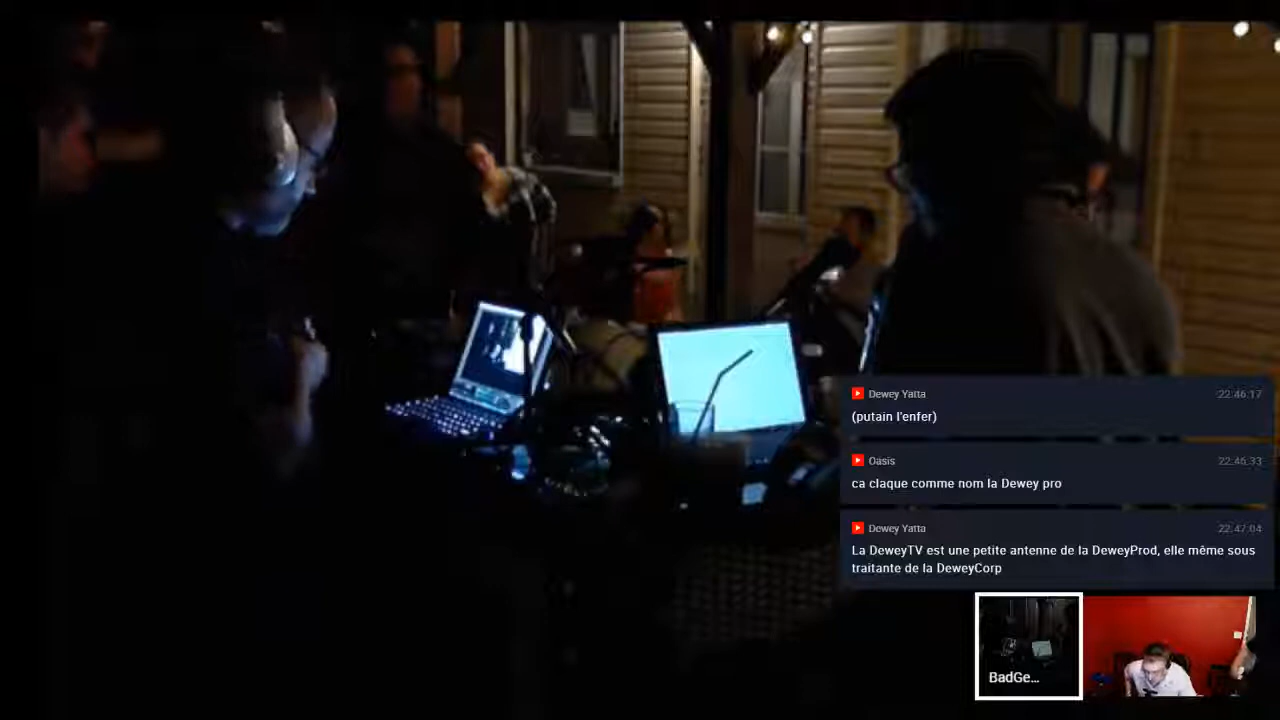 Dewey Yatta 22:46:17
(putain l'enfer)
Oasis 22:46:33
ca claque comme nom la Dewey pro
Dewey Yatta 22:47:04
La DeweyTV est une petite antenne de la DeweyProd, elle même sous
traitante de la DeweyCorp
BadGe...